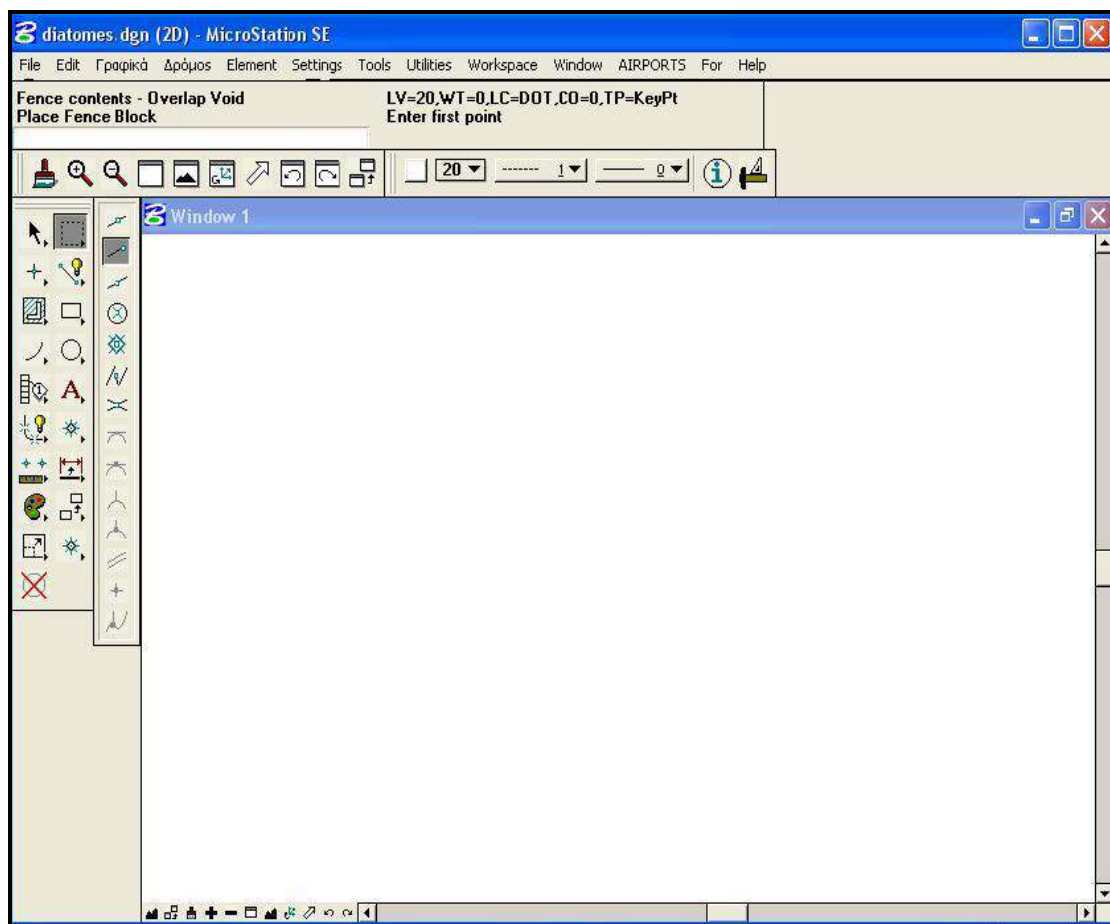 diatomes.dgn (2D) - MicroStation SE
File Edit Γραφικά Δρόμος Element Settings Tools Utilities Workspace Window AIRPORTS For Help
Fence contents - Overlap Void LV=20,WT=0,LC=DOT,CO=0,TP=KeyPt
Place Fence Block Enter first point
20 1 0
Window 1